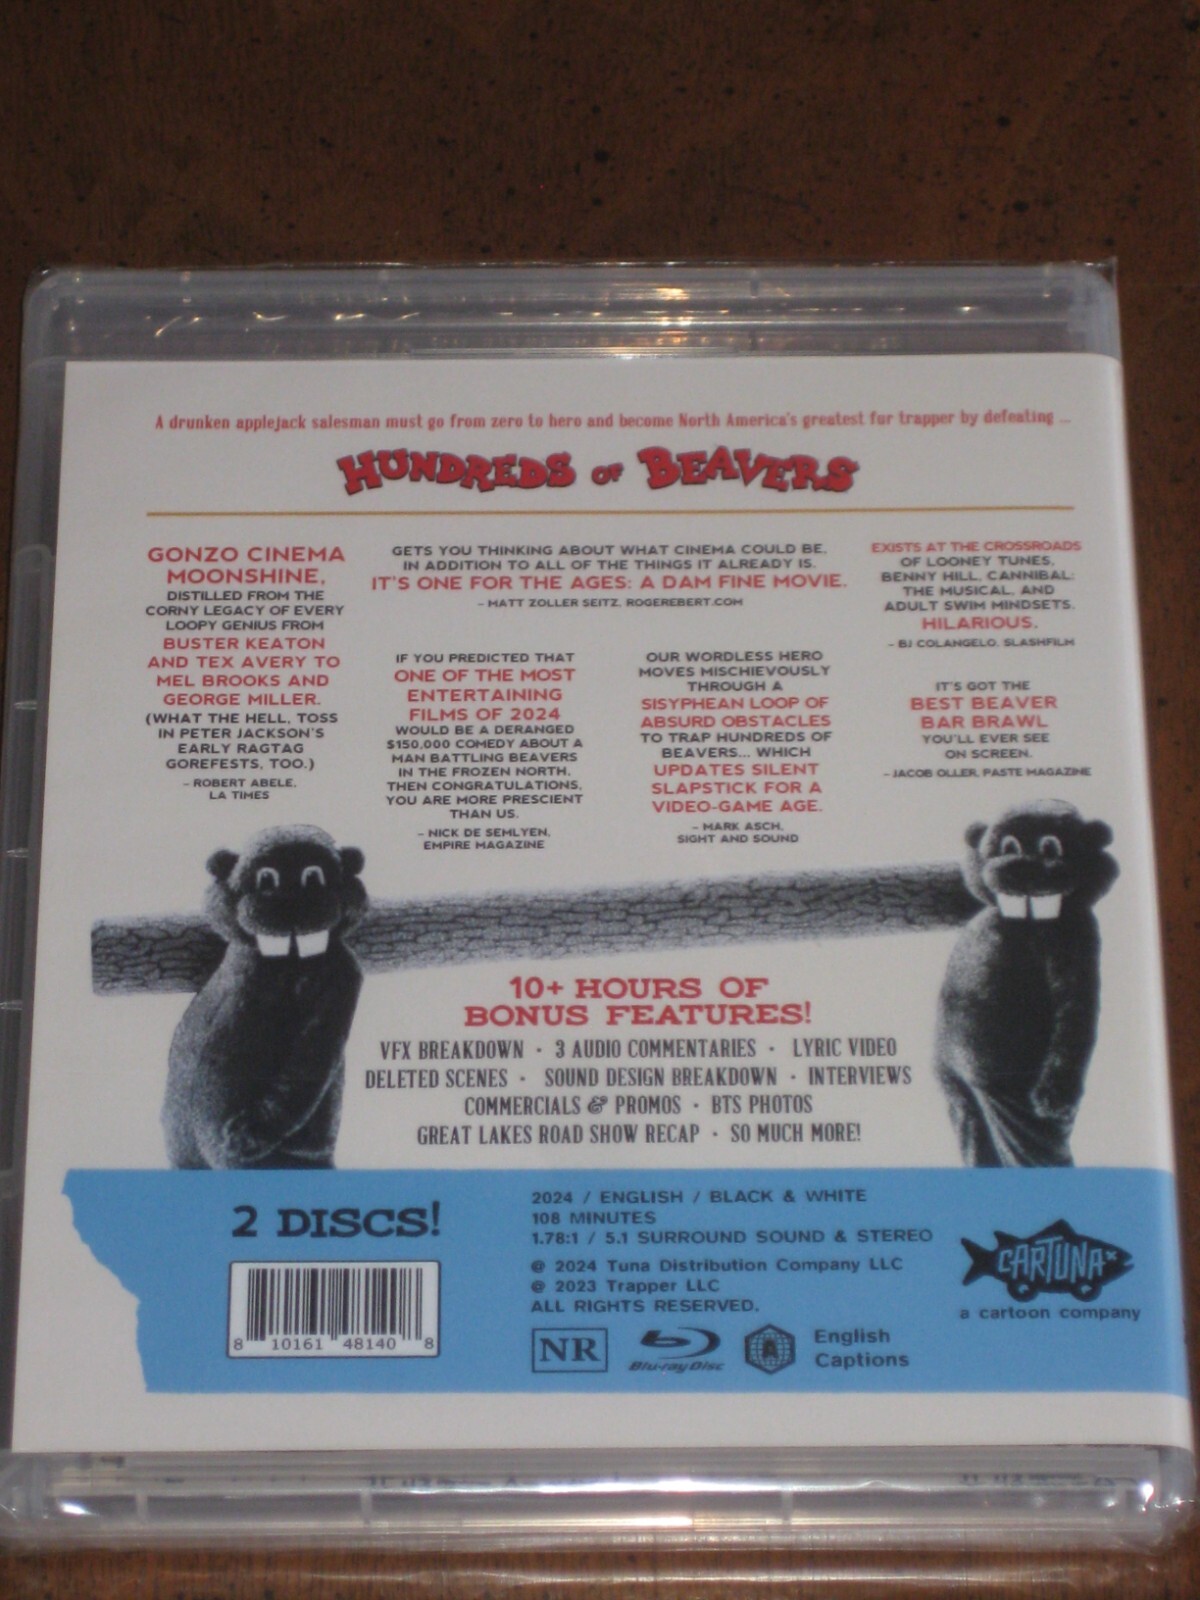 A drunken applejack salesman must go from zero to hero and become North America's greatest fur trapper by defeating ...
HUNDREDS OF BEAVERS
GONZO CINEMA
MOONSHINE,
DISTILLED FROM THE
CORNY LEGACY OF EVERY
LOOPY GENIUS FROM
BUSTER KEATON
AND TEX AVERY TO
MEL BROOKS AND
GEORGE MILLER.
(WHAT THE HELL, TOSS
IN PETER JACKSON'S
EARLY RAGTAG
GOREFESTS, TOO.)
– ROBERT ABELE,
LA TIMES
GETS YOU THINKING ABOUT WHAT CINEMA COULD BE,
IN ADDITION TO ALL OF THE THINGS IT ALREADY IS.
IT'S ONE FOR THE AGES: A DAM FINE MOVIE.
– MATT ZOLLER SEITZ, ROGEREBERT.COM
EXISTS AT THE CROSSROADS
OF LOONEY TUNES,
BENNY HILL, CANNIBAL:
THE MUSICAL, AND
ADULT SWIM MINDSETS.
HILARIOUS.
– BJ COLANGELO, SLASHFILM
IF YOU PREDICTED THAT
ONE OF THE MOST
ENTERTAINING
FILMS OF 2024
WOULD BE A DERANGED
$150,000 COMEDY ABOUT A
MAN BATTLING BEAVERS
IN THE FROZEN NORTH,
THEN CONGRATULATIONS,
YOU ARE MORE PRESCIENT
THAN US.
– NICK DE SEMLYEN,
EMPIRE MAGAZINE
OUR WORDLESS HERO
MOVES MISCHIEVOUSLY
THROUGH A
SISYPHEAN LOOP OF
ABSURD OBSTACLES
TO TRAP HUNDREDS OF
BEAVERS... WHICH
UPDATES SILENT
SLAPSTICK FOR A
VIDEO-GAME AGE.
– MARK ASCH,
SIGHT AND SOUND
IT'S GOT THE
BEST BEAVER
BAR BRAWL
YOU'LL EVER SEE
ON SCREEN.
– JACOB OLLER, PASTE MAGAZINE
10+ HOURS OF
BONUS FEATURES!
VFX BREAKDOWN · 3 AUDIO COMMENTARIES · LYRIC VIDEO
DELETED SCENES · SOUND DESIGN BREAKDOWN · INTERVIEWS
COMMERCIALS & PROMOS · BTS PHOTOS
GREAT LAKES ROAD SHOW RECAP · SO MUCH MORE!
2 DISCS!
8 10161 48140 8
2024 / ENGLISH / BLACK & WHITE
108 MINUTES
1.78:1 / 5.1 SURROUND SOUND & STEREO
@ 2024 Tuna Distribution Company LLC
@ 2023 Trapper LLC
ALL RIGHTS RESERVED.
NR
Blu-ray Disc
A
English
Captions
CARTUNA
a cartoon company